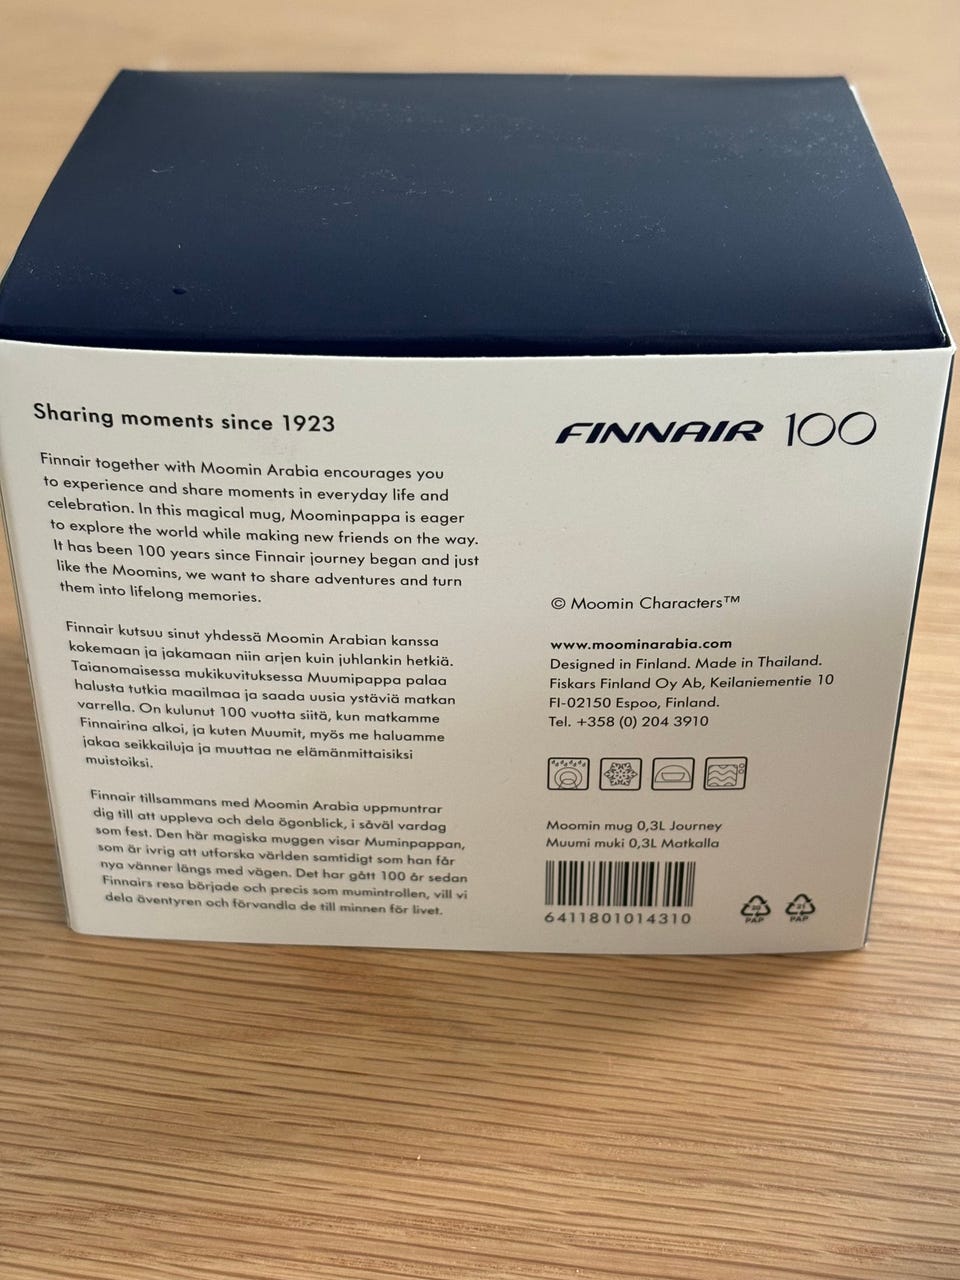 Sharing moments since 1923
Finnair together with Moomin Arabia encourages you
to experience and share moments in everyday life and
celebration. In this magical mug, Moominpappa is eager
to explore the world while making new friends on the way.
It has been 100 years since Finnair journey began and just
like the Moomins, we want to share adventures and turn
them into lifelong memories.
Finnair kutsuu sinut yhdessä Moomin Arabian kanssa
kokemaan ja jakamaan niin arjen kuin juhlankin hetkiä.
Taianomaisessa mukikuvituksessa Muumipappa palaa
halusta tutkia maailmaa ja saada uusia ystäviä matkan
varrella. On kulunut 100 vuotta siitä, kun matkamme
Finnairina alkoi, ja kuten Muumit, myös me haluamme
jakaa seikkailuja ja muuttaa ne elämänmittaisiksi
muistoiksi.
Finnair tillsammans med Moomin Arabia uppmuntrar
dig till att uppleva och dela ögonblick, i såväl vardag
som fest. Den här magiska muggen visar Muminpappan,
som är ivrig att utforska världen samtidigt som han får
nya vänner längs med vägen. Det har gått 100 år sedan
Finnairs resa började och precis som mumintrollen, vill vi
dela äventyren och förvandla de till minnen för livet.
FINNAIR 100
© Moomin Characters™
www.moominarabia.com
Designed in Finland. Made in Thailand.
Fiskars Finland Oy Ab, Keilaniementie 10
FI-02150 Espoo, Finland.
Tel. +358 (0) 204 3910
Moomin mug 0,3L Journey
Muumi muki 0,3L Matkalla
6411801014310
20 PAP
21 PAP